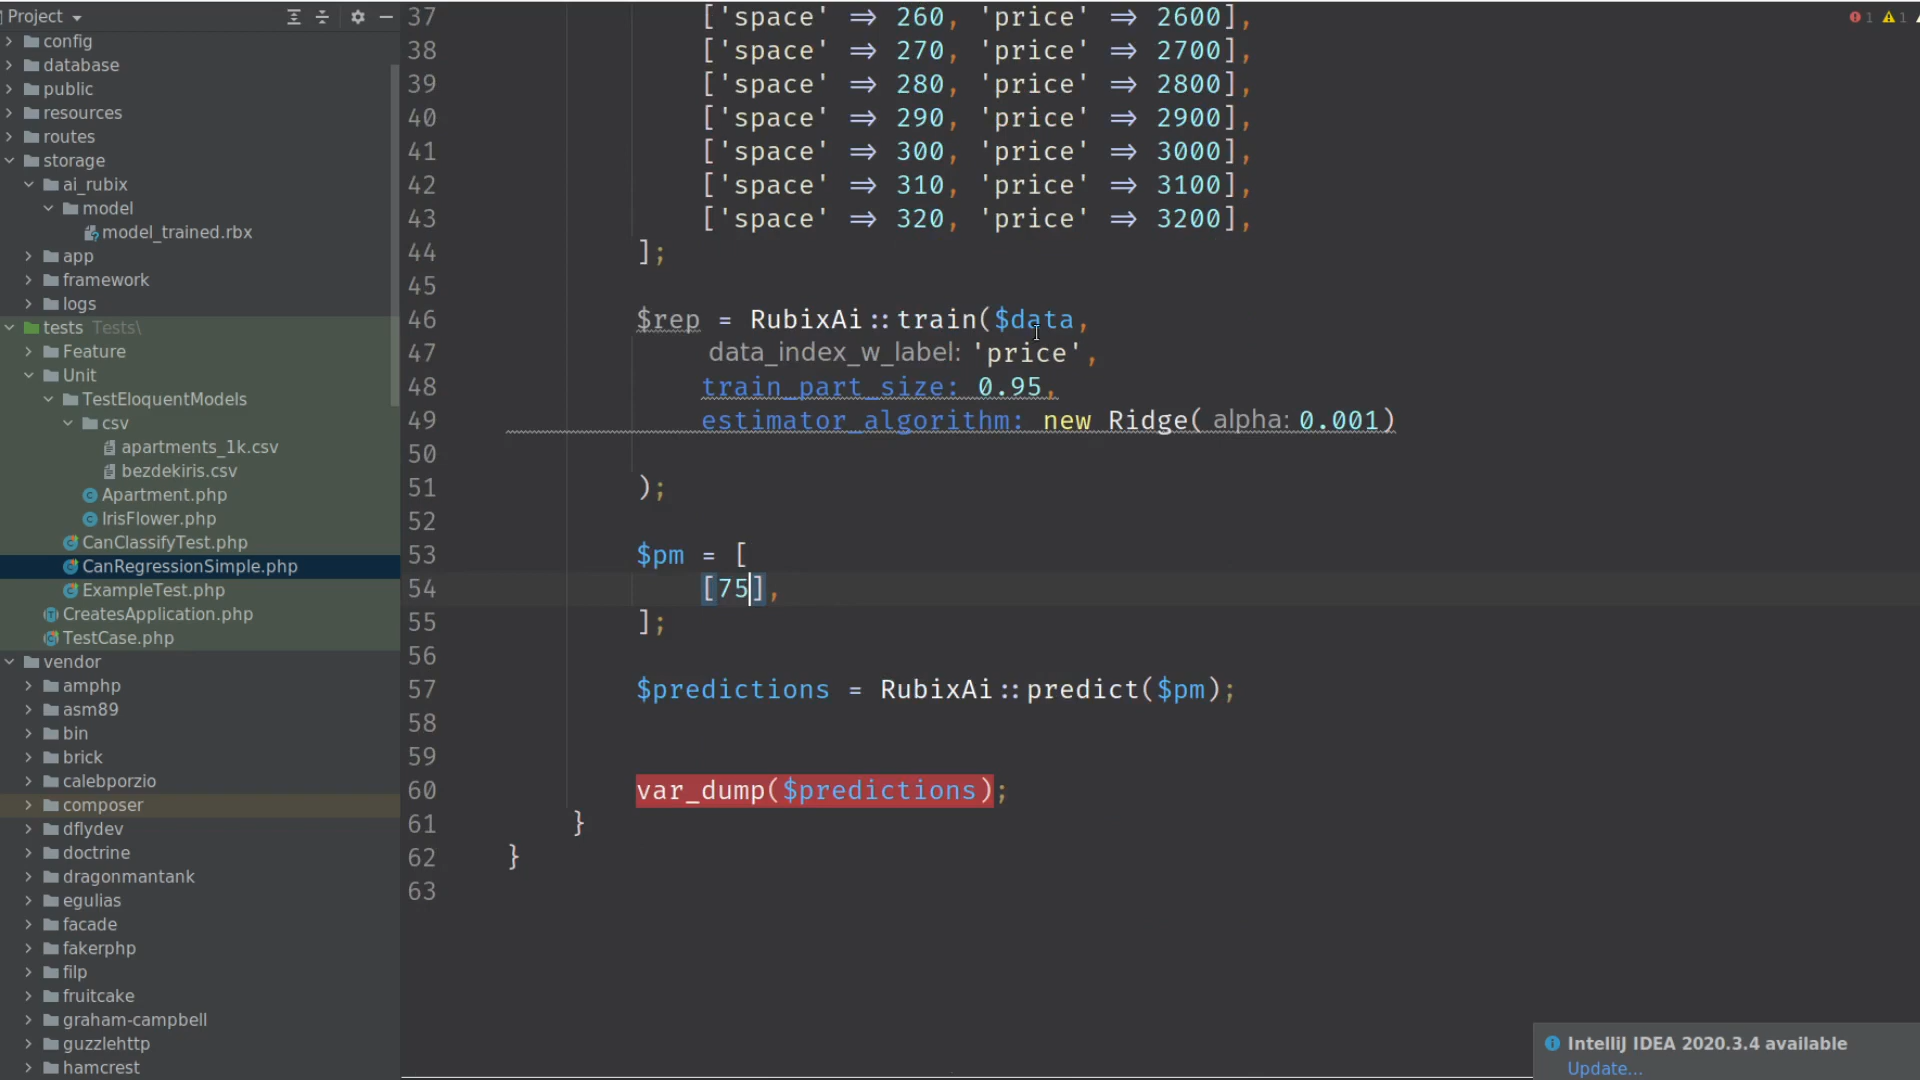 Project
config
database
public
resources
routes
storage
ai_rubix
model
model_trained.rbx
app
framework
logs
tests Tests\
Feature
Unit
TestEloquentModels
csv
apartments_1k.csv
bezdekiris.csv
Apartment.php
IrisFlower.php
CanClassifyTest.php
CanRegressionSimple.php
ExampleTest.php
CreatesApplication.php
TestCase.php
vendor
amphp
asm89
bin
brick
calebporzio
composer
dflydev
doctrine
dragonmantank
egulias
facade
fakerphp
filp
fruitcake
graham-campbell
guzzlehttp
hamcrest
37 ['space' => 260, 'price' => 2600],
38 ['space' => 270, 'price' => 2700],
39 ['space' => 280, 'price' => 2800],
40 ['space' => 290, 'price' => 2900],
41 ['space' => 300, 'price' => 3000],
42 ['space' => 310, 'price' => 3100],
43 ['space' => 320, 'price' => 3200],
44 ];
45
46 $rep = RubixAi::train($data,
47 data_index_w_label: 'price',
48 train_part_size: 0.95,
49 estimator_algorithm: new Ridge( alpha: 0.001)
50
51 );
52
53 $pm = [
54 [75],
55 ];
56
57 $predictions = RubixAi::predict($pm);
58
59
60 var_dump($predictions);
61 }
62 }
63
1 1
IntelliJ IDEA 2020.3.4 available
Update...